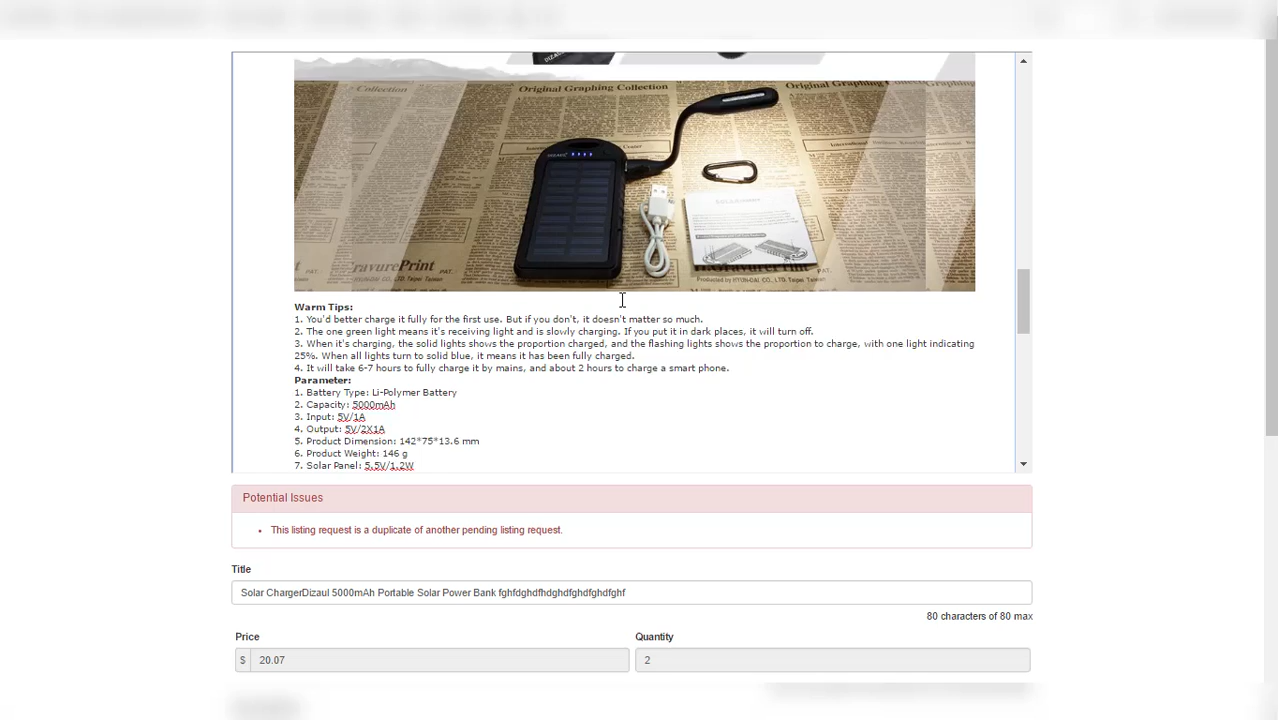 Collection
Original Graphing Collection
Original Graphing
Warm Tips:
1. You'd better charge it fully for the first use. But if you don't, it doesn't matter so much.
2. The one green light means it's receiving light and is slowly charging. If you put it in dark places, it will turn off.
3. When it's charging, the solid lights shows the proportion charged, and the flashing lights shows the proportion to charge, with one light indicating
25%. When all lights turn to solid blue, it means it has been fully charged.
4. It will take 6-7 hours to fully charge it by mains, and about 2 hours to charge a smart phone.
Parameter:
1. Battery Type: Li-Polymer Battery
2. Capacity: 5000mAh
3. Input: 5V/1A
4. Output: 5V/2X1A
5. Product Dimension: 142*75*13.6 mm
6. Product Weight: 146 g
7. Solar Panel: 5.5V/1.2W
Potential Issues
This listing request is a duplicate of another pending listing request.
Title
Solar ChargerDizaul 5000mAh Portable Solar Power Bank fghfdghdfhdghdfghdfghdfghf
80 characters of 80 max
Price
Quantity
$ 20.07
2